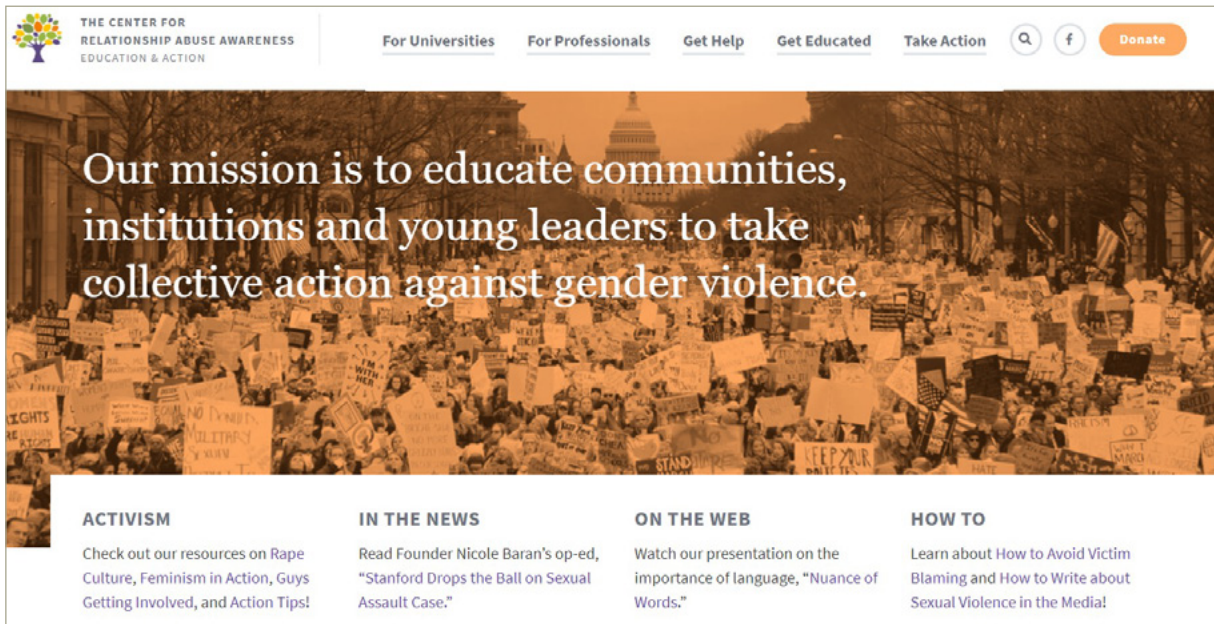 THE CENTER FOR
RELATIONSHIP ABUSE AWARENESS
EDUCATION & ACTION
For Universities
For Professionals
Get Help
Get Educated
Take Action
f
Donate
Our mission is to educate communities,
institutions and young leaders to take
collective action against gender violence.
I'M
WITH
HER
RIGHTS
KEEP YOUR
ACTIVISM
Check out our resources on Rape
Culture, Feminism in Action, Guys
Getting Involved, and Action Tips!
IN THE NEWS
Read Founder Nicole Baran's op-ed,
“Stanford Drops the Ball on Sexual
Assault Case.”
ON THE WEB
Watch our presentation on the
importance of language, “Nuance of
Words.”
HOW TO
Learn about How to Avoid Victim
Blaming and How to Write about
Sexual Violence in the Media!